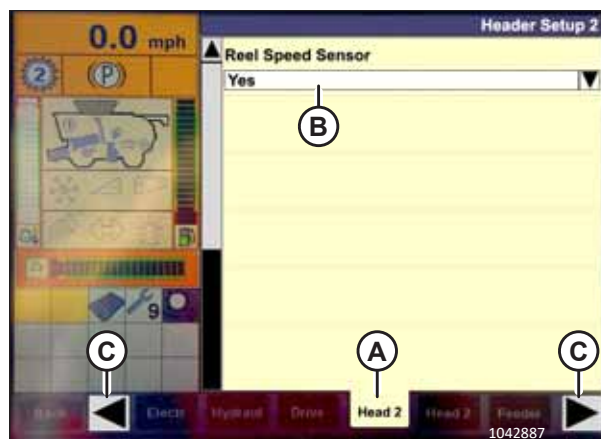 Header Setup 2
0.0 mph
Reel Speed Sensor
2
P
Yes
B
9
C
A
C
Back
Electr
Hydraul
Drive
Head 2
Head 2
Feeder
1042887